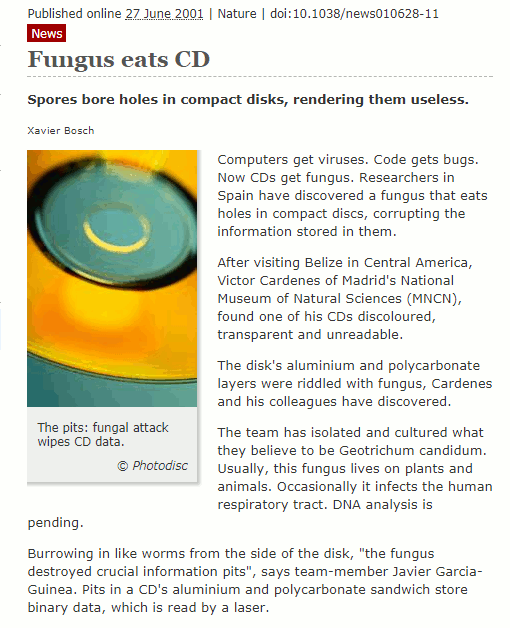 Published online 27 June 2001 | Nature | doi:10.1038/news010628-11
News
Fungus eats CD
Spores bore holes in compact disks, rendering them useless.
Xavier Bosch
Computers get viruses. Code gets bugs.
Now CDs get fungus. Researchers in
Spain have discovered a fungus that eats
holes in compact discs, corrupting the
information stored in them.
After visiting Belize in Central America,
Victor Cardenes of Madrid's National
Museum of Natural Sciences (MNCN),
found one of his CDs discoloured,
transparent and unreadable.
The disk's aluminium and polycarbonate
layers were riddled with fungus, Cardenes
and his colleagues have discovered.
The pits: fungal attack
wipes CD data.
© Photodisc
The team has isolated and cultured what
they believe to be Geotrichum candidum.
Usually, this fungus lives on plants and
animals. Occasionally it infects the human
respiratory tract. DNA analysis is
pending.
Burrowing in like worms from the side of the disk, "the fungus
destroyed crucial information pits", says team-member Javier Garcia-
Guinea. Pits in a CD's aluminium and polycarbonate sandwich store
binary data, which is read by a laser.